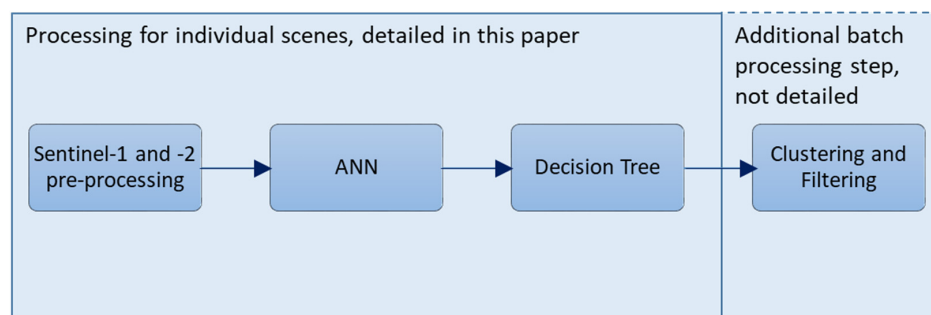 Processing for individual scenes, detailed in this paper
Additional batch
processing step,
not detailed
Sentinel-1 and -2
pre-processing
ANN
Decision Tree
Clustering and
Filtering